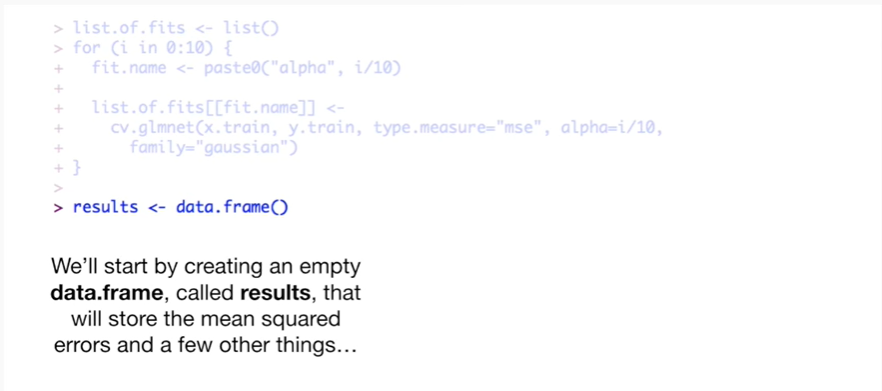 > list.of.fits <- list()
> for (i in 0:10) {
+   fit.name <- paste0("alpha", i/10)
+
+   list.of.fits[[fit.name]] <-
+     cv.glmnet(x.train, y.train, type.measure="mse", alpha=i/10,
+       family="gaussian")
+ }
>
> results <- data.frame()
We'll start by creating an empty
data.frame, called results, that
will store the mean squared
errors and a few other things…